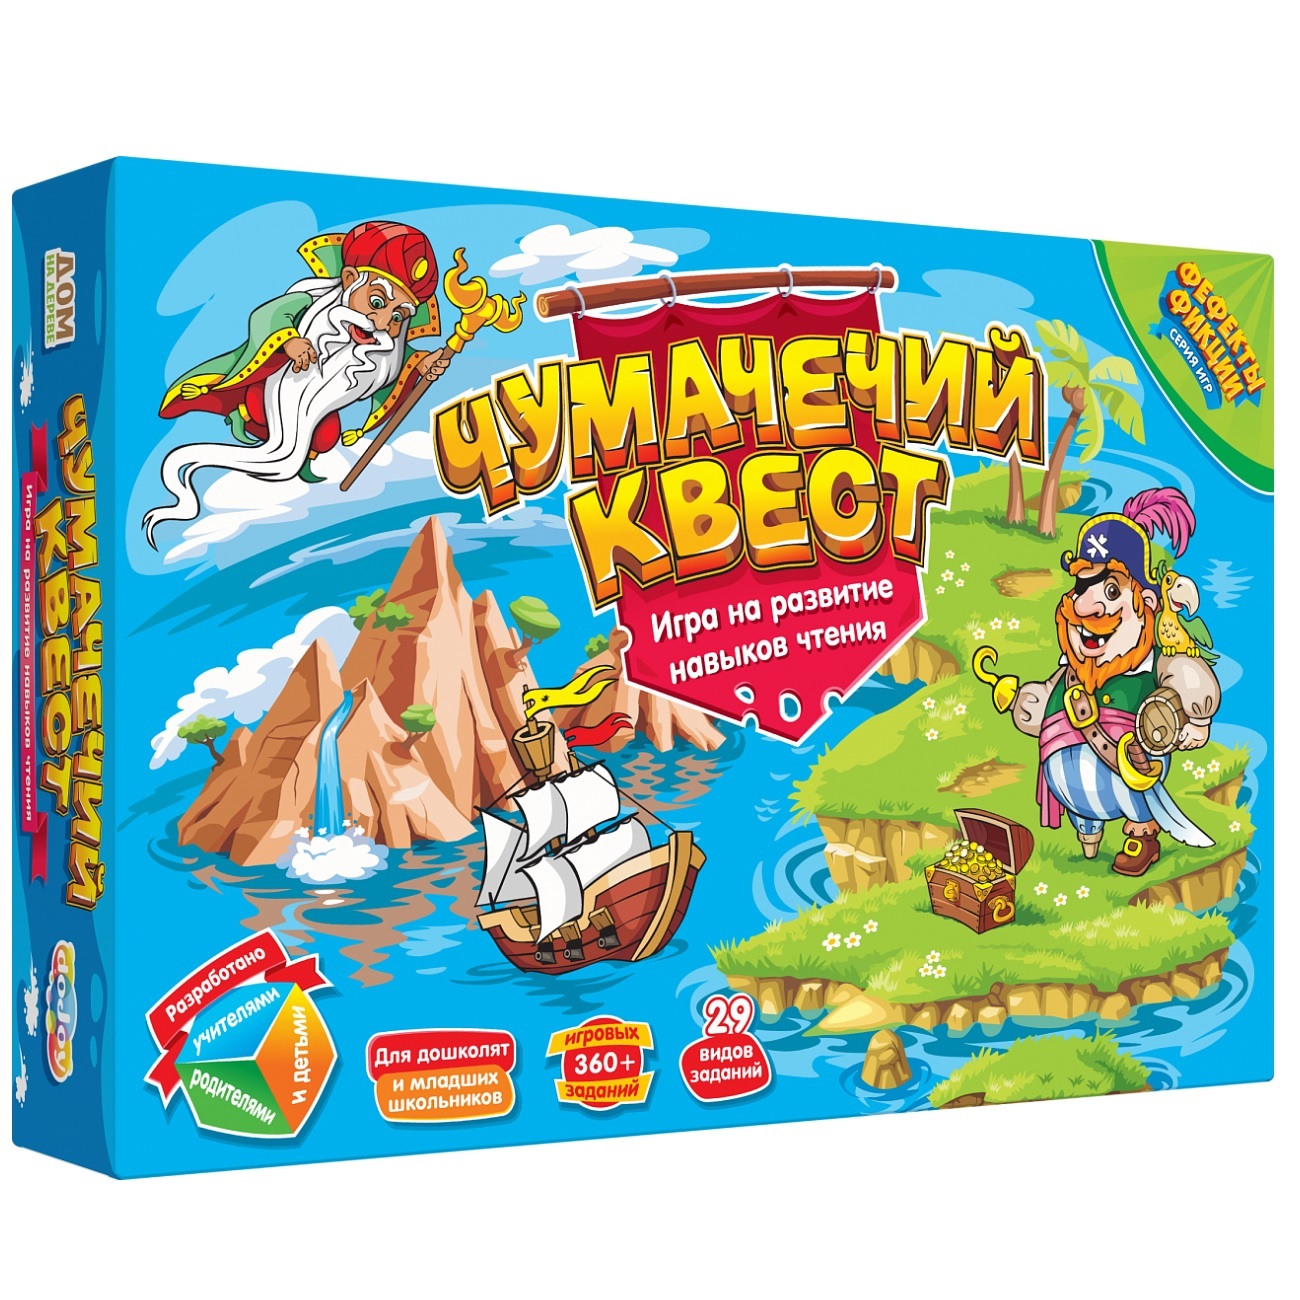 ДОМ
НА ДЕРЕВЕ
ЧУМАЧЕЧИЙ
КВЕСТ
Игра на развитие навыков чтения
doJoy
ФЕФЕКТЫ
ФИКЦИИ
СЕРИЯ ИГР
ЧУМАЧЕЧИЙ
КВЕСТ
Игра на развитие
навыков чтения
Разработано
учителями
родителями
и детьми
Для дошколят
и младших
школьников
игровых
360+
заданий
29
видов
заданий